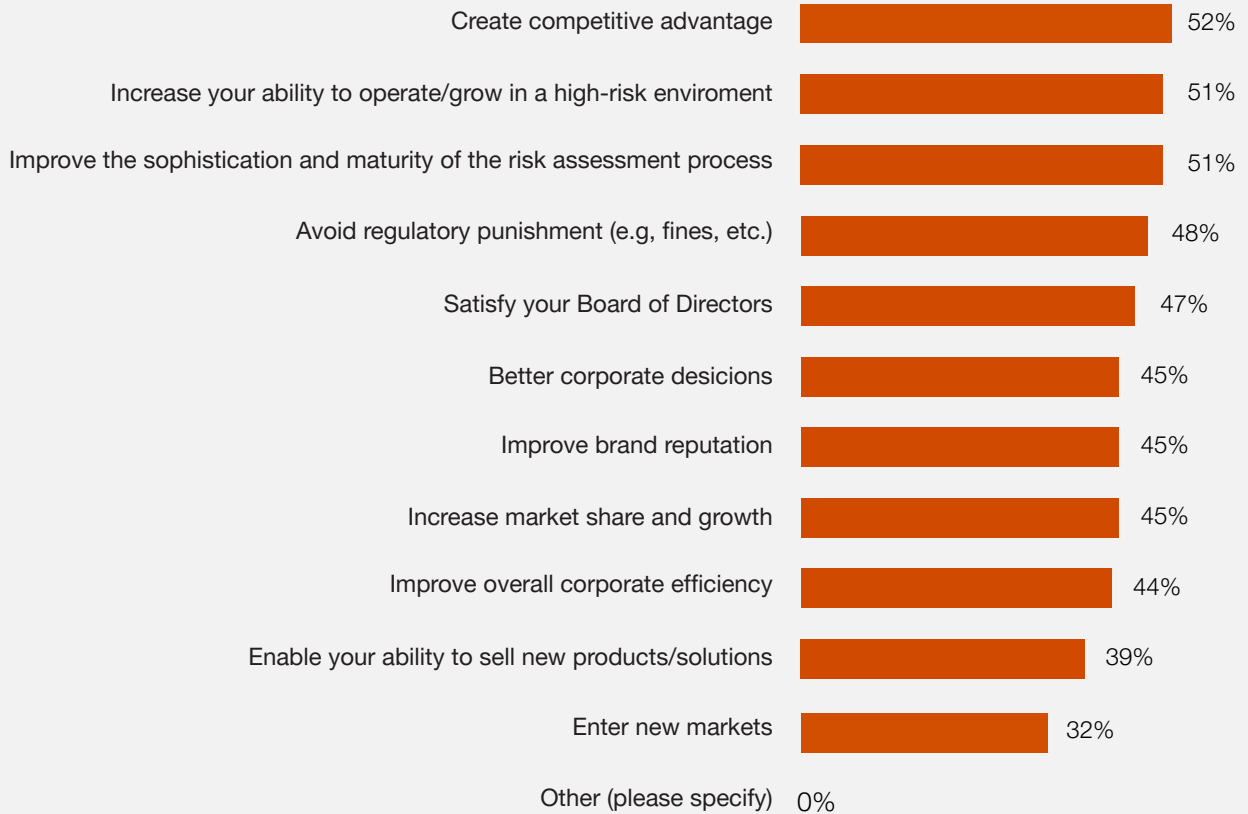 Create competitive advantage 52%
Increase your ability to operate/grow in a high-risk enviroment 51%
Improve the sophistication and maturity of the risk assessment process 51%
Avoid regulatory punishment (e.g, fines, etc.) 48%
Satisfy your Board of Directors 47%
Better corporate desicions 45%
Improve brand reputation 45%
Increase market share and growth 45%
Improve overall corporate efficiency 44%
Enable your ability to sell new products/solutions 39%
Enter new markets 32%
Other (please specify) 0%